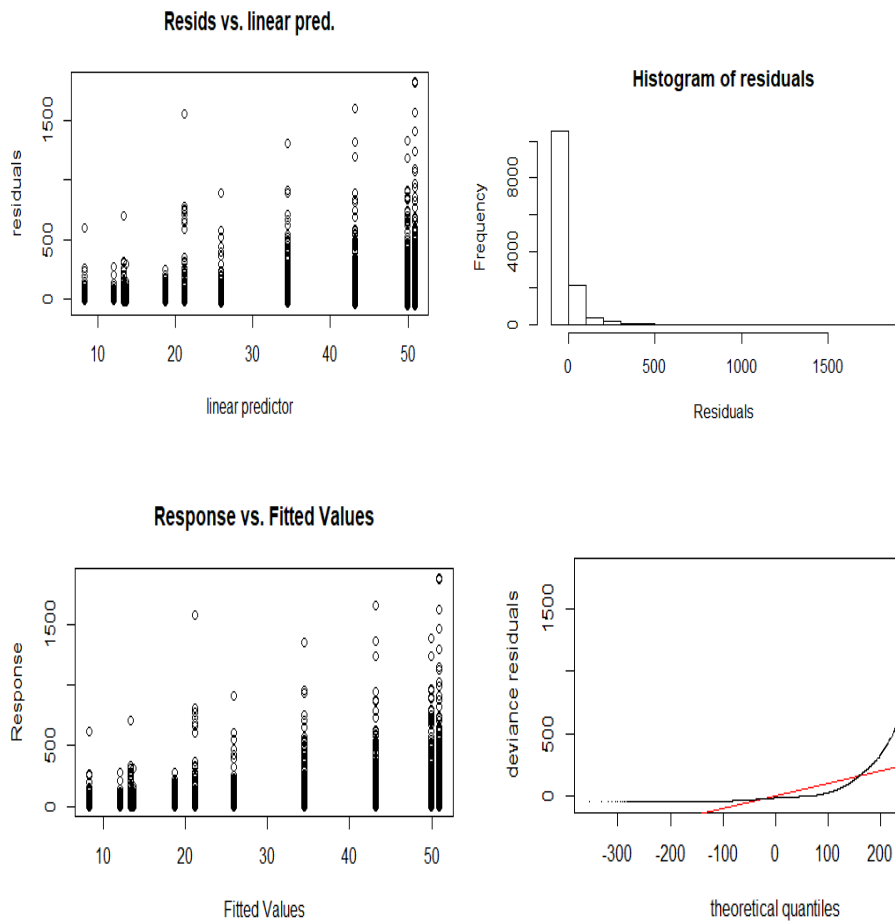 Resids vs. linear pred.
residuals
0
500
1500
10
20
30
40
50
linear predictor
Histogram of residuals
Frequency
0
4000
8000
0
500
1000
1500
Residuals
Response vs. Fitted Values
Response
0
500
1500
10
20
30
40
50
Fitted Values
deviance residuals
0
500
1500
-300
-200
-100
0
100
200
theoretical quantiles